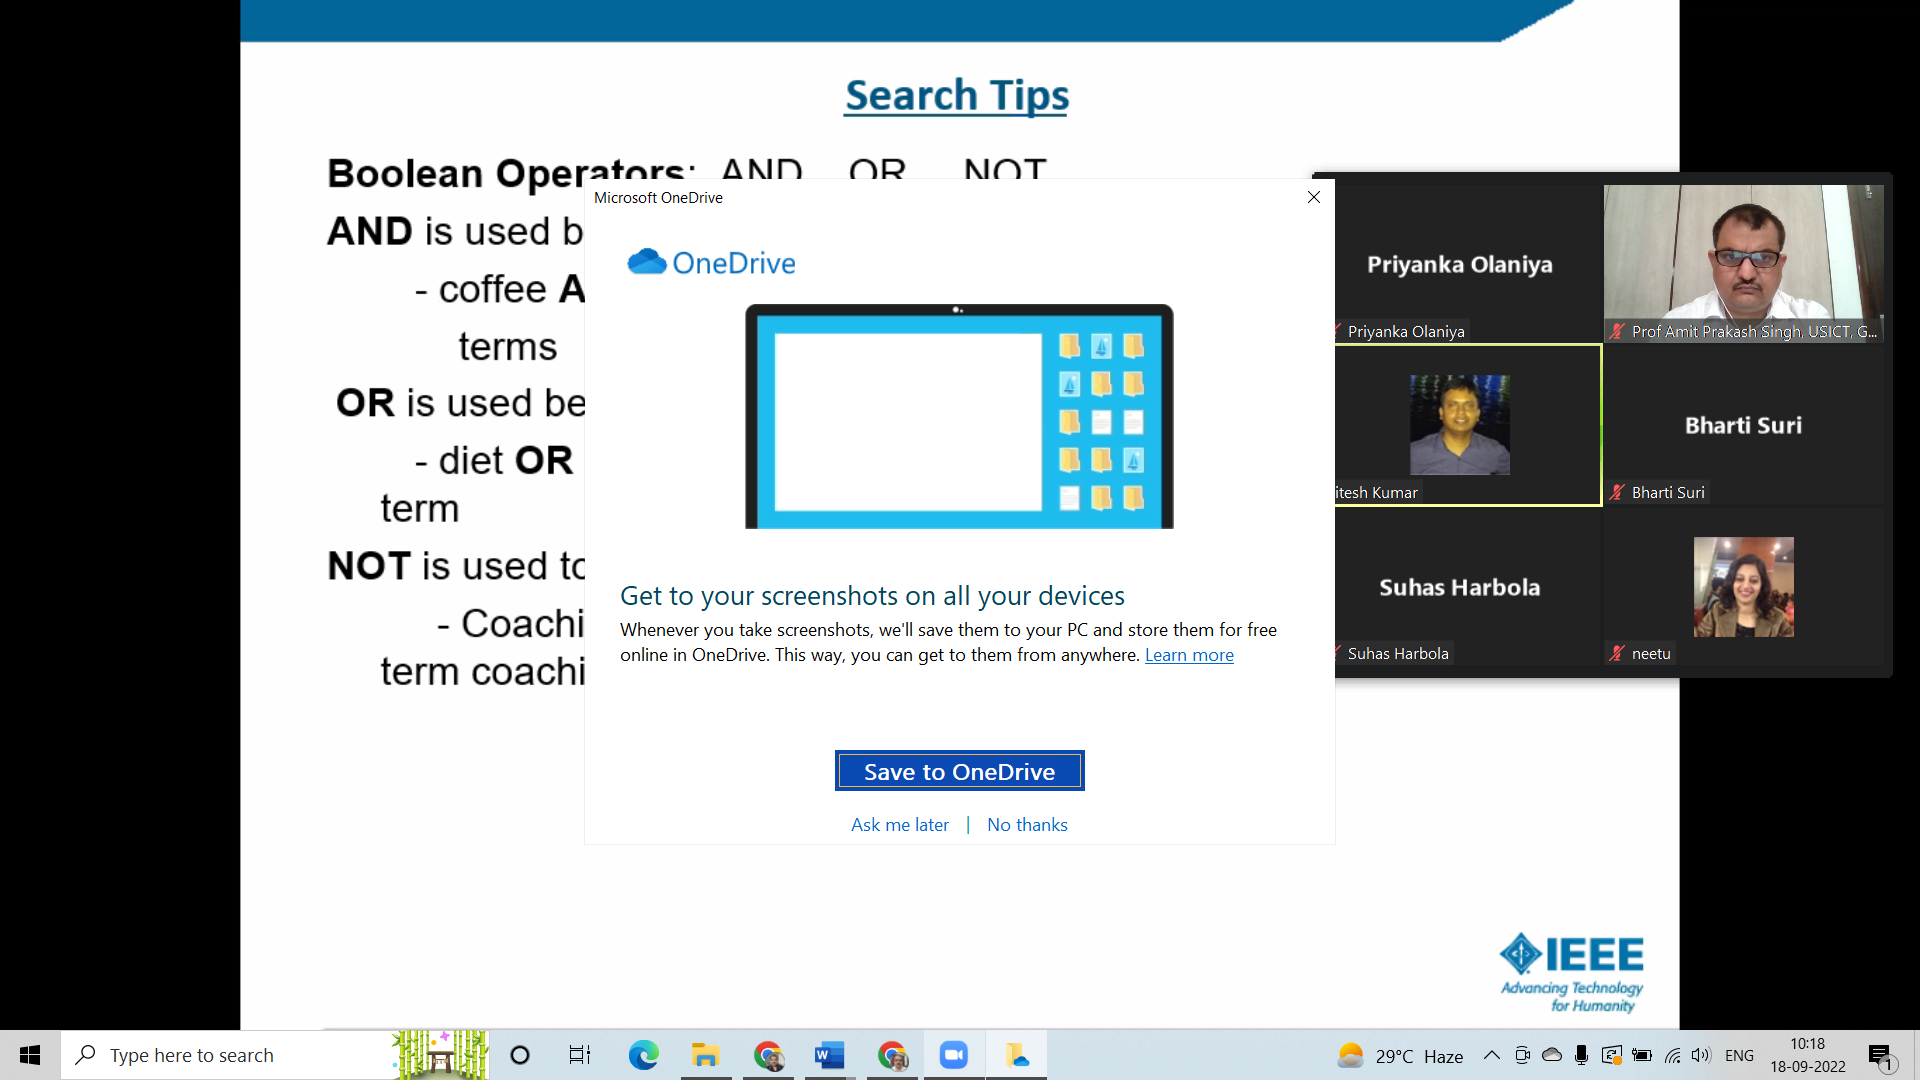 Search Tips
Boolean Operators: AND OR NOT
AND is used b
- coffee A
terms
OR is used be
- diet OR
term
NOT is used to
- Coachi
term coachi
Microsoft OneDrive
OneDrive
Get to your screenshots on all your devices
Whenever you take screenshots, we'll save them to your PC and store them for free
online in OneDrive. This way, you can get to them from anywhere. Learn more
Save to OneDrive
Ask me later | No thanks
Priyanka Olaniya
Priyanka Olaniya
Prof Amit Prakash Singh, USICT, G...
itesh Kumar
Bharti Suri
Bharti Suri
Suhas Harbola
Suhas Harbola
neetu
IEEE
Advancing Technology
for Humanity
Type here to search
29°C Haze
ENG
10:18
18-09-2022
1